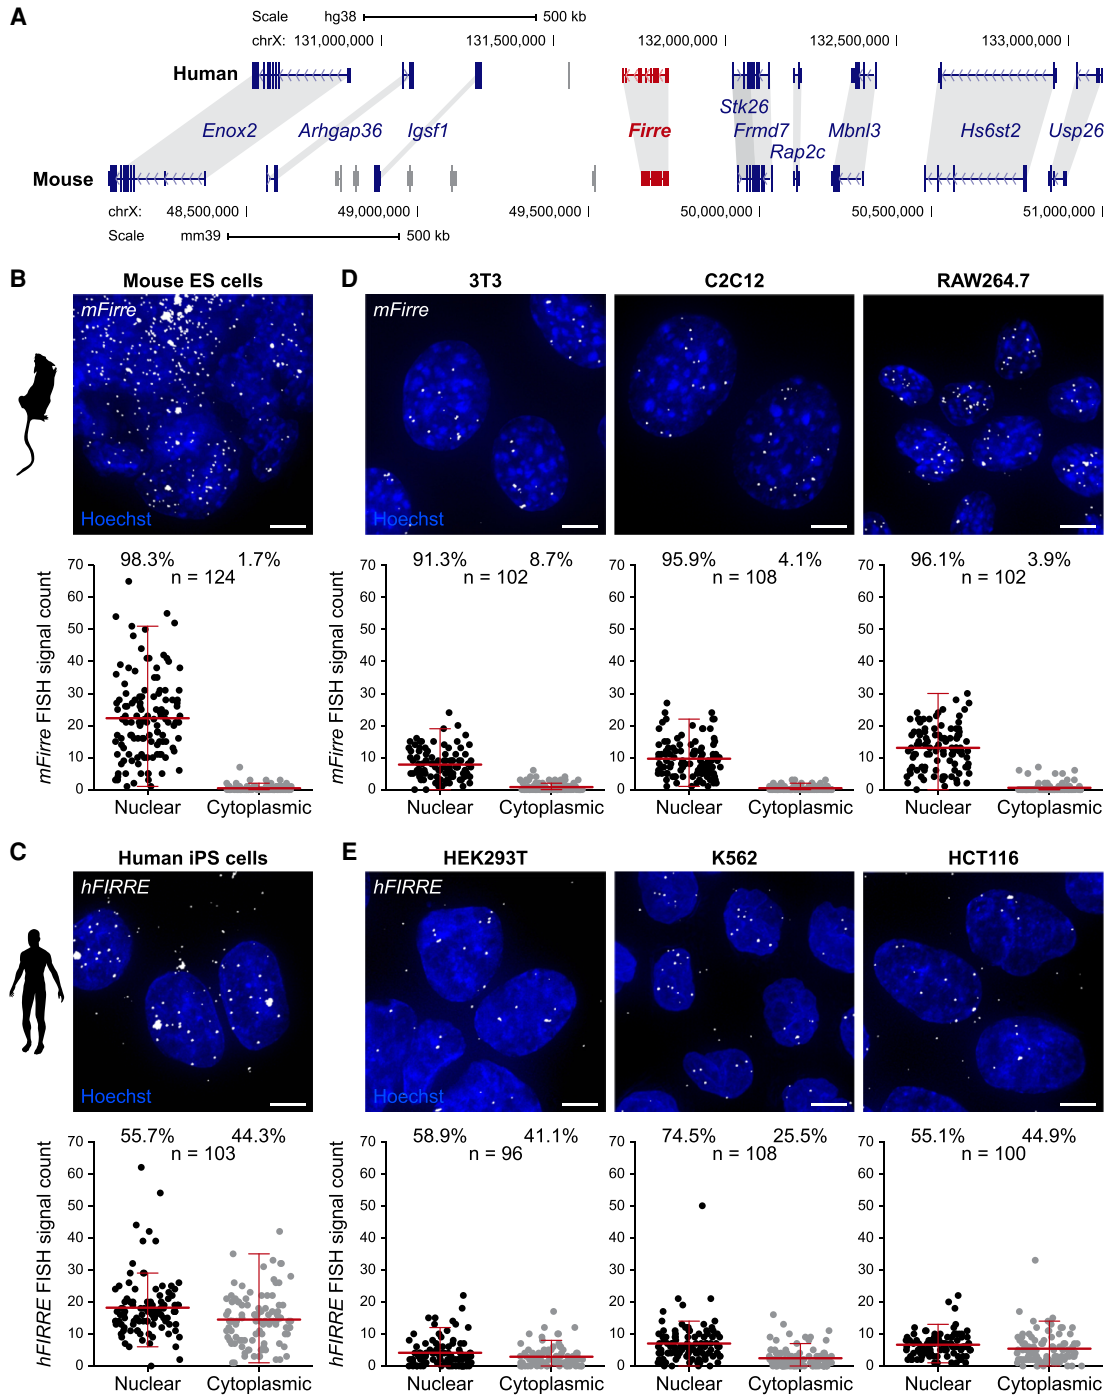 A
Scale hg38 500 kb
chrX: 131,000,000 131,500,000 132,000,000 132,500,000 133,000,000
Human
Stk26
Enox2 Arhgap36 Igsf1 Firre Frmd7 Mbnl3 Hs6st2 Usp26
Rap2c
Mouse
chrX: 48,500,000 49,000,000 49,500,000 50,000,000 50,500,000 51,000,000
Scale mm39 500 kb
B
Mouse ES cells
mFirre
Hoechst
98.3% 1.7%
n = 124
mFirre FISH signal count
70
60
50
40
30
20
10
0
Nuclear Cytoplasmic
D
3T3 C2C12 RAW264.7
mFirre
Hoechst
91.3% 8.7% 95.9% 4.1% 96.1% 3.9%
n = 102 n = 108 n = 102
mFirre FISH signal count
70 70 70
60 60 60
50 50 50
40 40 40
30 30 30
20 20 20
10 10 10
0 0 0
Nuclear Cytoplasmic Nuclear Cytoplasmic Nuclear Cytoplasmic
C
Human iPS cells
hFIRRE
Hoechst
55.7% 44.3%
n = 103
hFIRRE FISH signal count
70
60
50
40
30
20
10
0
Nuclear Cytoplasmic
E
HEK293T K562 HCT116
hFIRRE
Hoechst
58.9% 41.1% 74.5% 25.5% 55.1% 44.9%
n = 96 n = 108 n = 100
hFIRRE FISH signal count
70 70 70
60 60 60
50 50 50
40 40 40
30 30 30
20 20 20
10 10 10
0 0 0
Nuclear Cytoplasmic Nuclear Cytoplasmic Nuclear Cytoplasmic